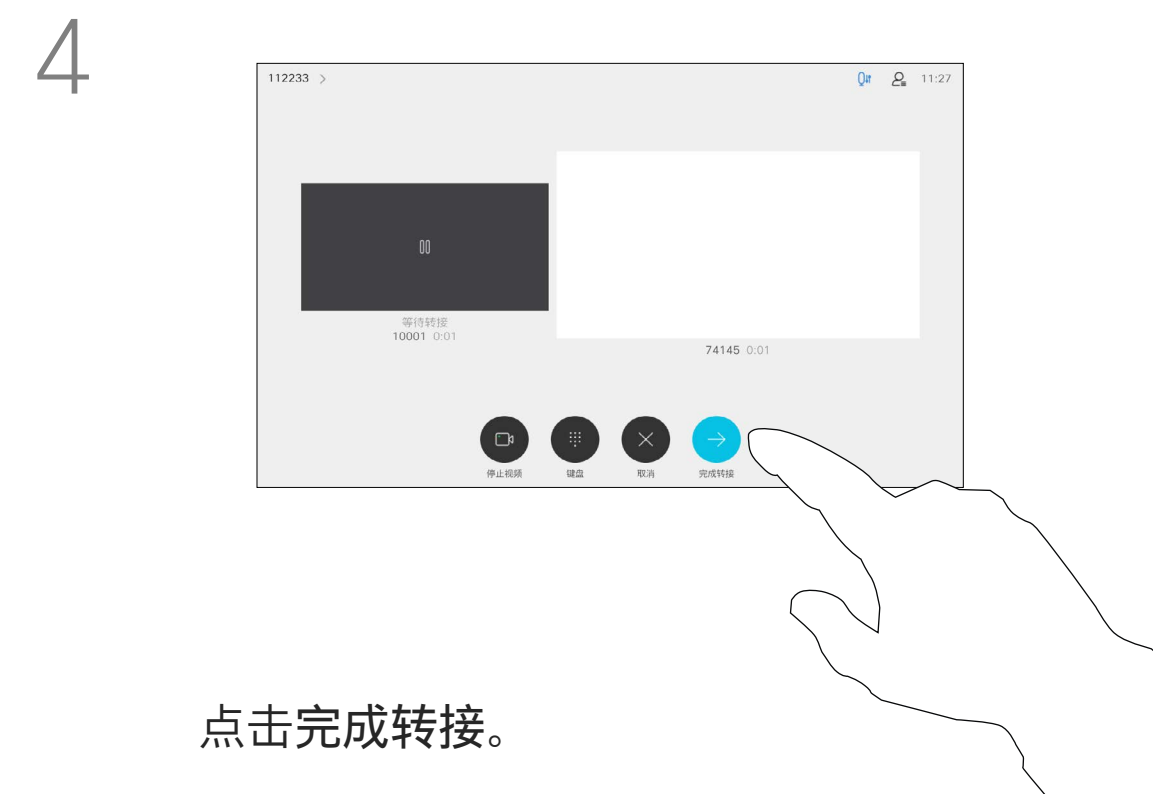 4
112233 >
11:27
等待转接
10001 0:01
74145 0:01
停止视频
键盘
取消
完成转接
点击完成转接。